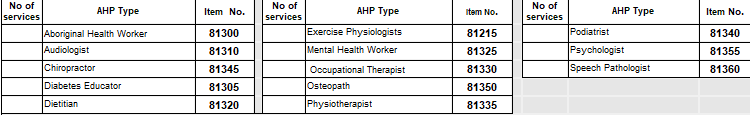 No of services AHP Type Item No. No of services AHP Type Item No. No of services AHP Type Item No.
Aboriginal Health Worker 81300 Exercise Physiologists 81215 Podiatrist 81340
Audiologist 81310 Mental Health Worker 81325 Psychologist 81355
Chiropractor 81345 Occupational Therapist 81330 Speech Pathologist 81360
Diabetes Educator 81305 Osteopath 81350
Dietitian 81320 Physiotherapist 81335